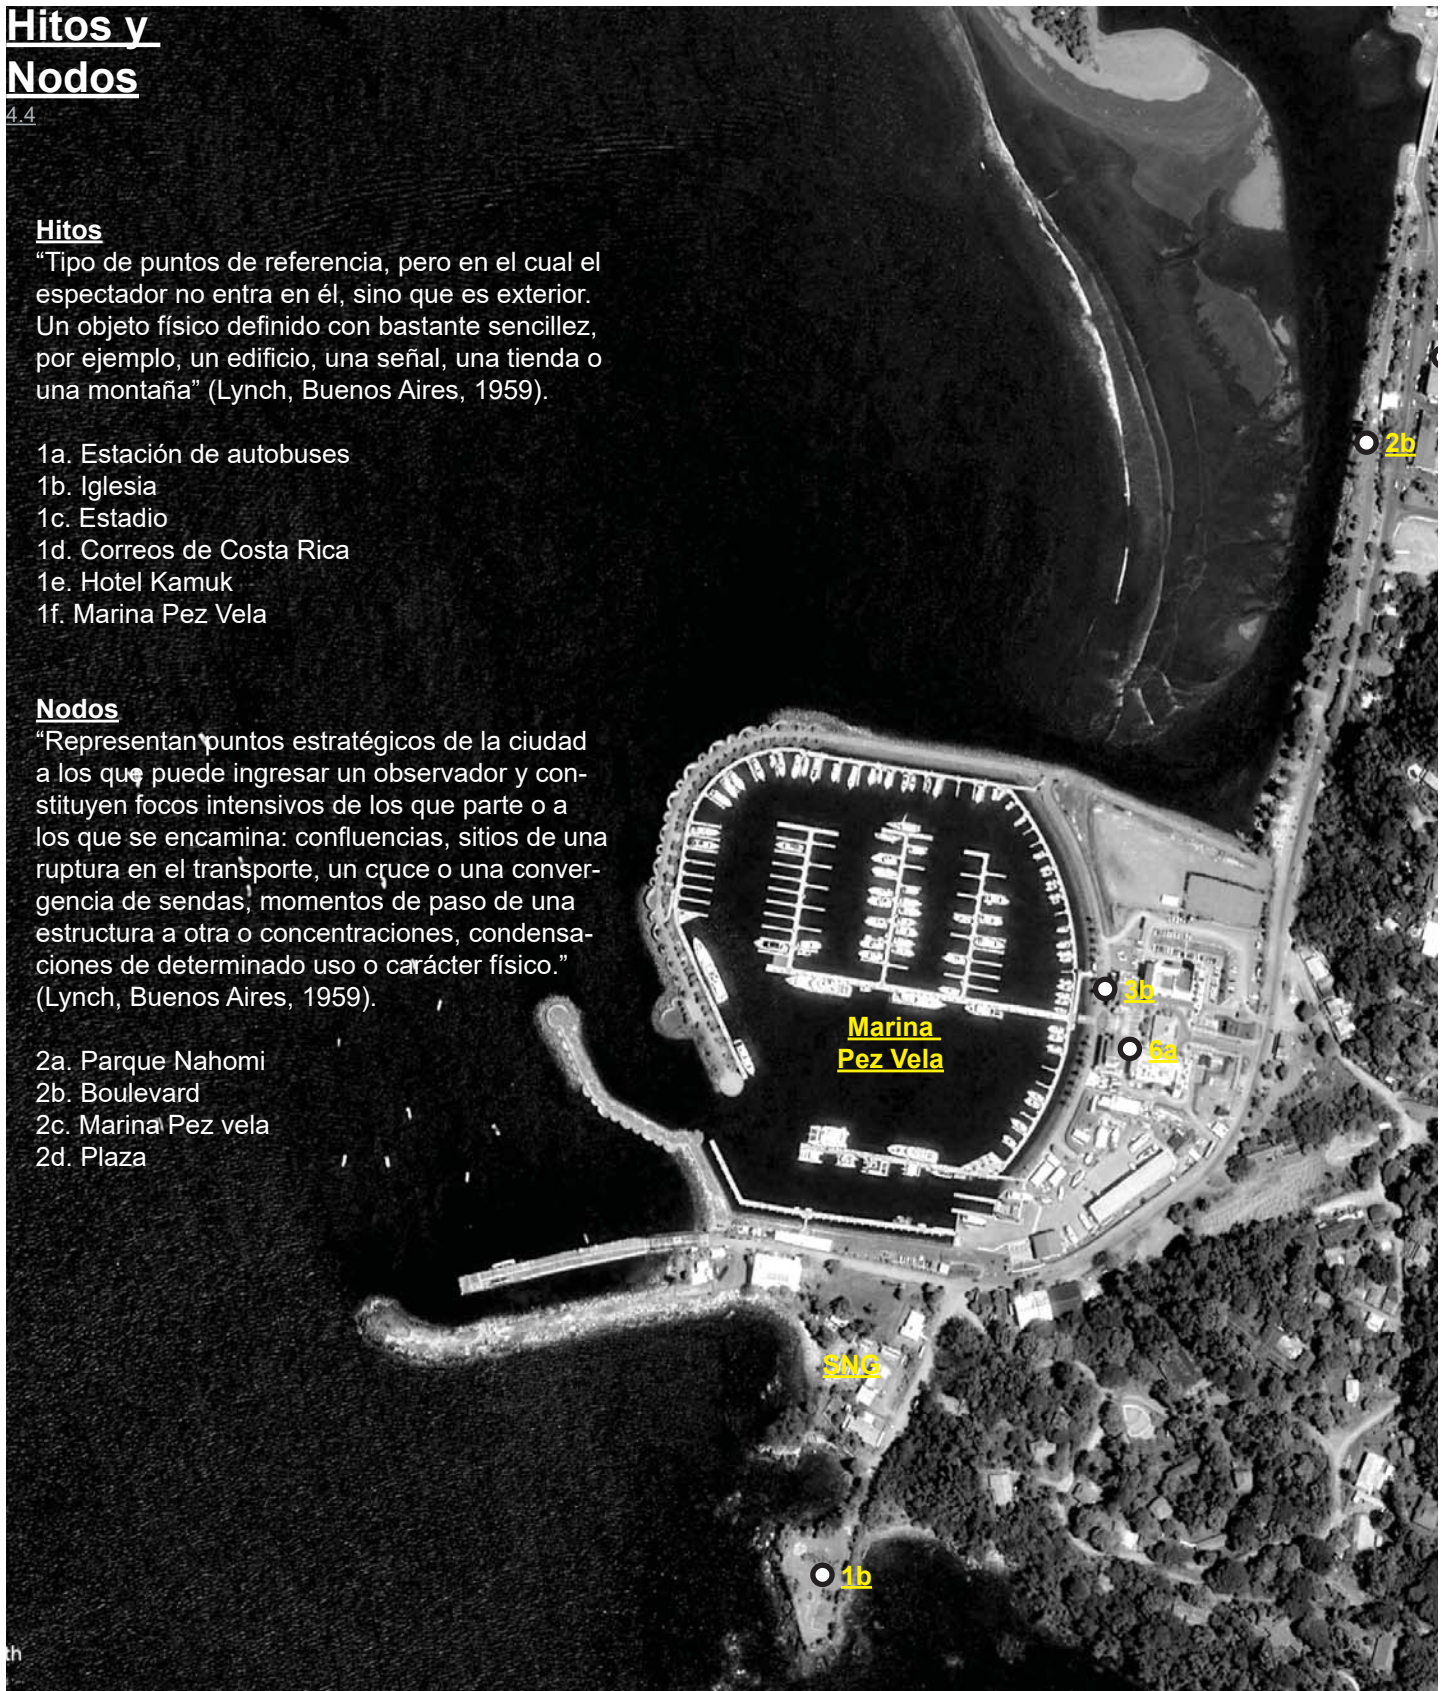 Hitos y
Nodos
4.4
Hitos
“Tipo de puntos de referencia, pero en el cual el
espectador no entra en él, sino que es exterior.
Un objeto físico definido con bastante sencillez,
por ejemplo, un edificio, una señal, una tienda o
una montaña” (Lynch, Buenos Aires, 1959).
1a. Estación de autobuses
1b. Iglesia
1c. Estadio
1d. Correos de Costa Rica
1e. Hotel Kamuk
1f. Marina Pez Vela
Nodos
“Representan puntos estratégicos de la ciudad
a los que puede ingresar un observador y con-
stituyen focos intensivos de los que parte o a
los que se encamina: confluencias, sitios de una
ruptura en el transporte, un cruce o una conver-
gencia de sendas, momentos de paso de una
estructura a otra o concentraciones, condensa-
ciones de determinado uso o carácter físico.”
(Lynch, Buenos Aires, 1959).
2a. Parque Nahomi
2b. Boulevard
2c. Marina Pez vela
2d. Plaza
2b
3b
Marina
Pez Vela
6a
SNG
1b
th